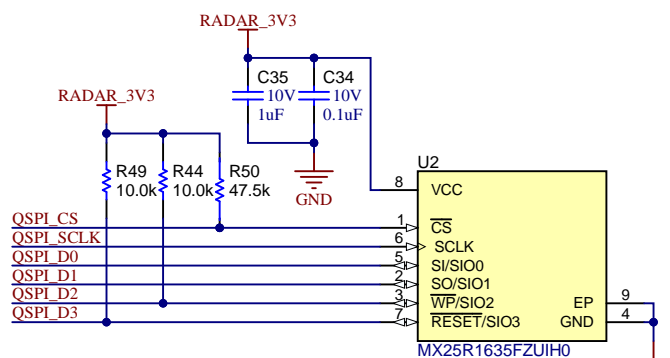 RADAR_3V3
C35
10V
1uF
C34
10V
0.1uF
RADAR_3V3
R49
10.0k
R44
10.0k
R50
47.5k
GND
U2
8
VCC
QSPI_CS
1
CS
QSPI_SCLK
6
SCLK
QSPI_D0
5
SI/SIO0
QSPI_D1
2
SO/SIO1
QSPI_D2
3
WP/SIO2
EP
9
QSPI_D3
7
RESET/SIO3
GND
4
MX25R1635FZUIH0